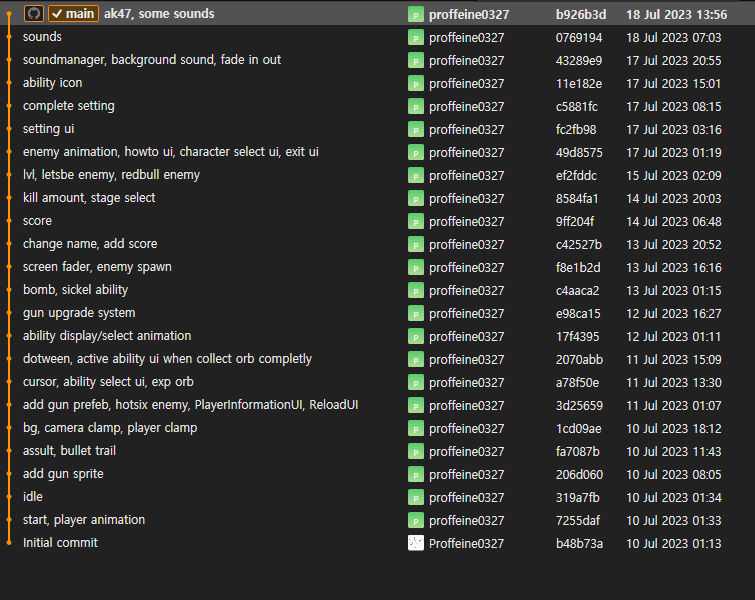 main ak47, some sounds p proffeine0327 b926b3d 18 Jul 2023 13:56
sounds p proffeine0327 0769194 18 Jul 2023 07:03
soundmanager, background sound, fade in out p proffeine0327 43289e9 17 Jul 2023 20:55
ability icon p proffeine0327 11e182e 17 Jul 2023 15:01
complete setting p proffeine0327 c5881fc 17 Jul 2023 08:15
setting ui p proffeine0327 fc2fb98 17 Jul 2023 03:16
enemy animation, howto ui, character select ui, exit ui p proffeine0327 49d8575 17 Jul 2023 01:19
lvl, letsbe enemy, redbull enemy p proffeine0327 ef2fddc 15 Jul 2023 02:09
kill amount, stage select p proffeine0327 8584fa1 14 Jul 2023 20:03
score p proffeine0327 9ff204f 14 Jul 2023 06:48
change name, add score p proffeine0327 c42527b 13 Jul 2023 20:52
screen fader, enemy spawn p proffeine0327 f8e1b2d 13 Jul 2023 16:16
bomb, sickel ability p proffeine0327 c4aaca2 13 Jul 2023 01:15
gun upgrade system p proffeine0327 e98ca15 12 Jul 2023 16:27
ability display/select animation p proffeine0327 17f4395 12 Jul 2023 01:11
dotween, active ability ui when collect orb completly p proffeine0327 2070abb 11 Jul 2023 15:09
cursor, ability select ui, exp orb p proffeine0327 a78f50e 11 Jul 2023 13:30
add gun prefeb, hotsix enemy, PlayerInformationUI, ReloadUI p proffeine0327 3d25659 11 Jul 2023 01:07
bg, camera clamp, player clamp p proffeine0327 1cd09ae 10 Jul 2023 18:12
assult, bullet trail p proffeine0327 fa7087b 10 Jul 2023 11:43
add gun sprite p proffeine0327 206d060 10 Jul 2023 08:05
idle p proffeine0327 319a7fb 10 Jul 2023 01:34
start, player animation p proffeine0327 7255daf 10 Jul 2023 01:33
Initial commit Proffeine0327 b48b73a 10 Jul 2023 01:13